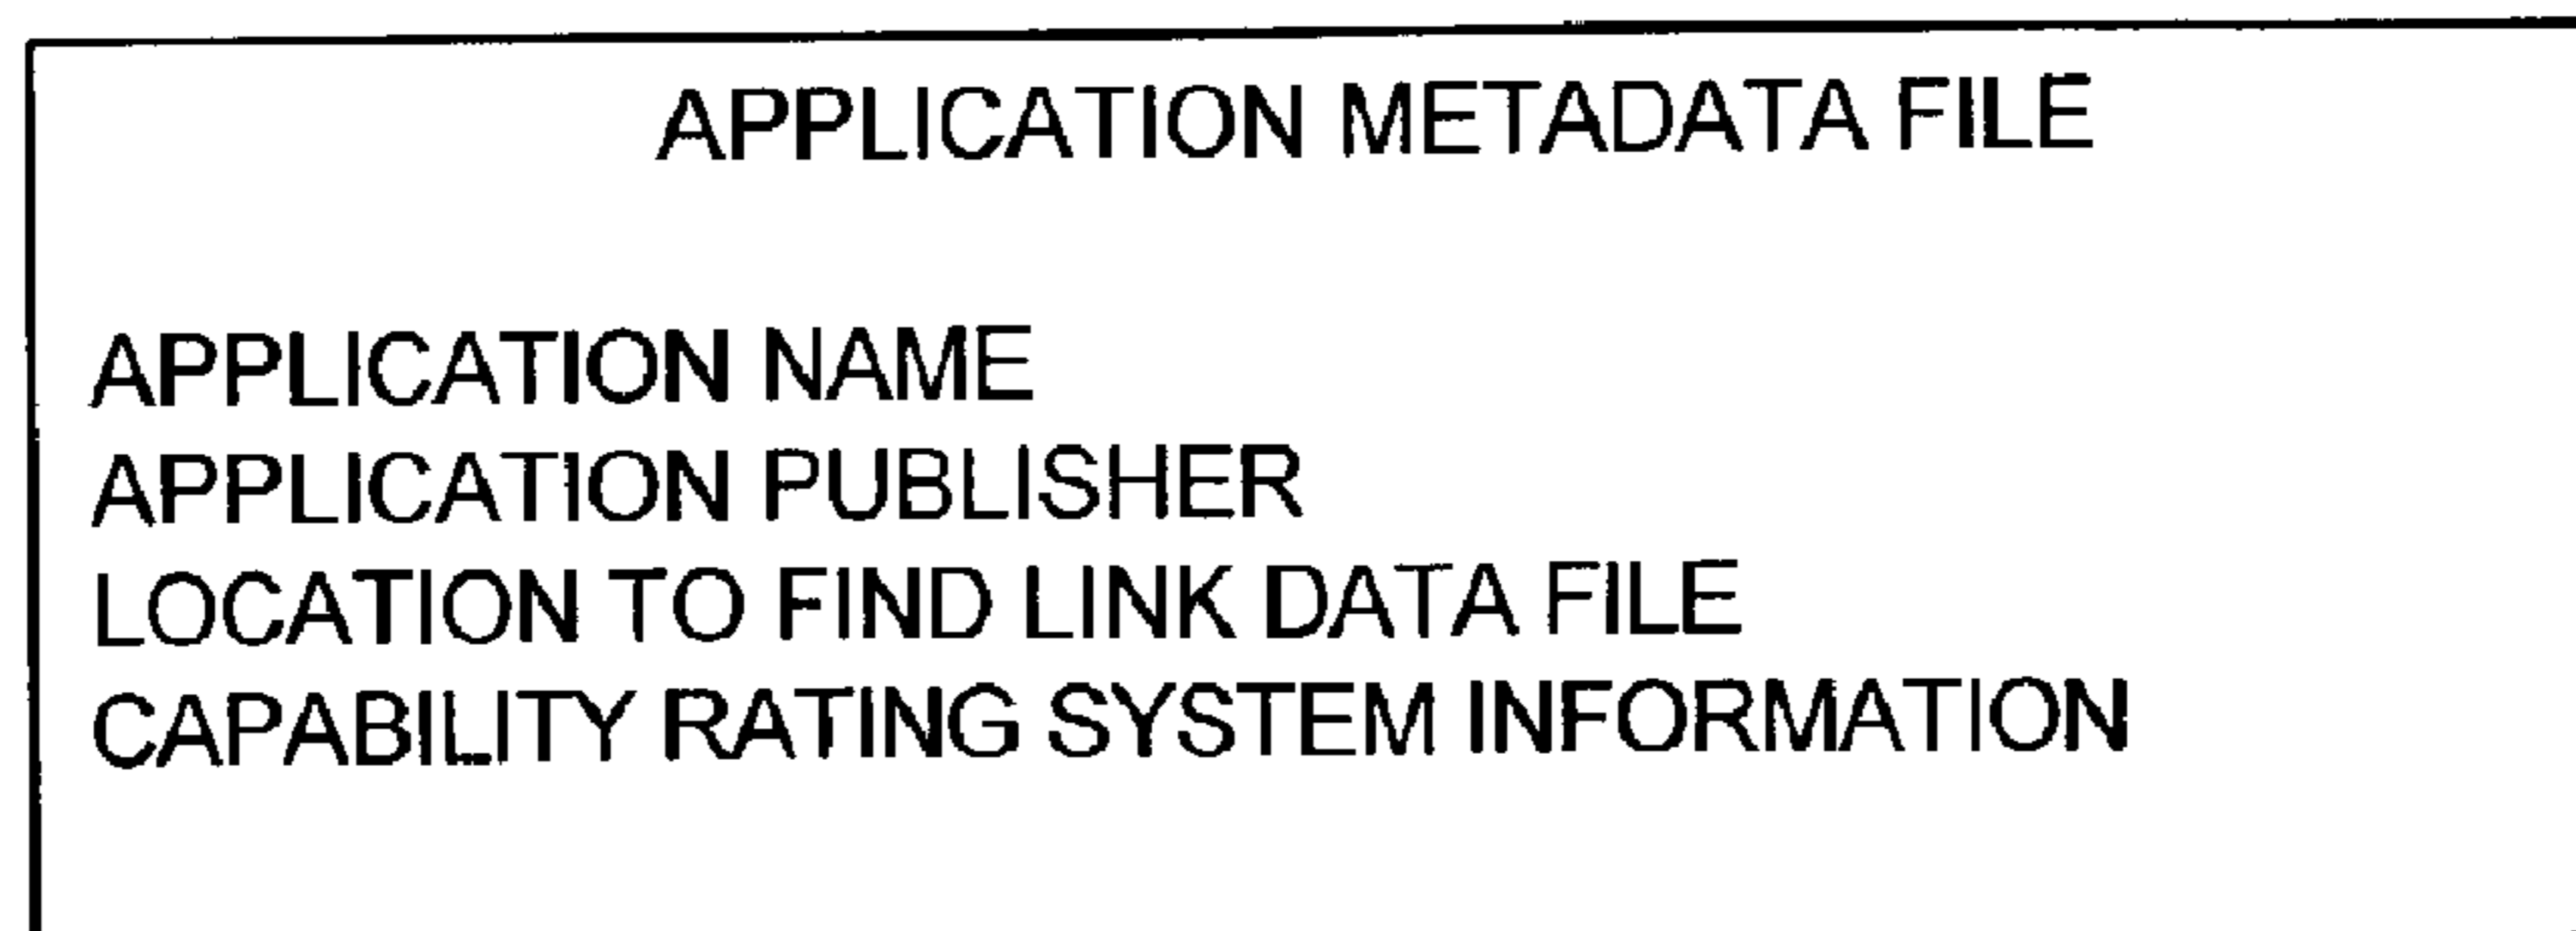 APPLICATION METADATA FILE
APPLICATION NAME
APPLICATION PUBLISHER
LOCATION TO FIND LINK DATA FILE
CAPABILITY RATING SYSTEM INFORMATION